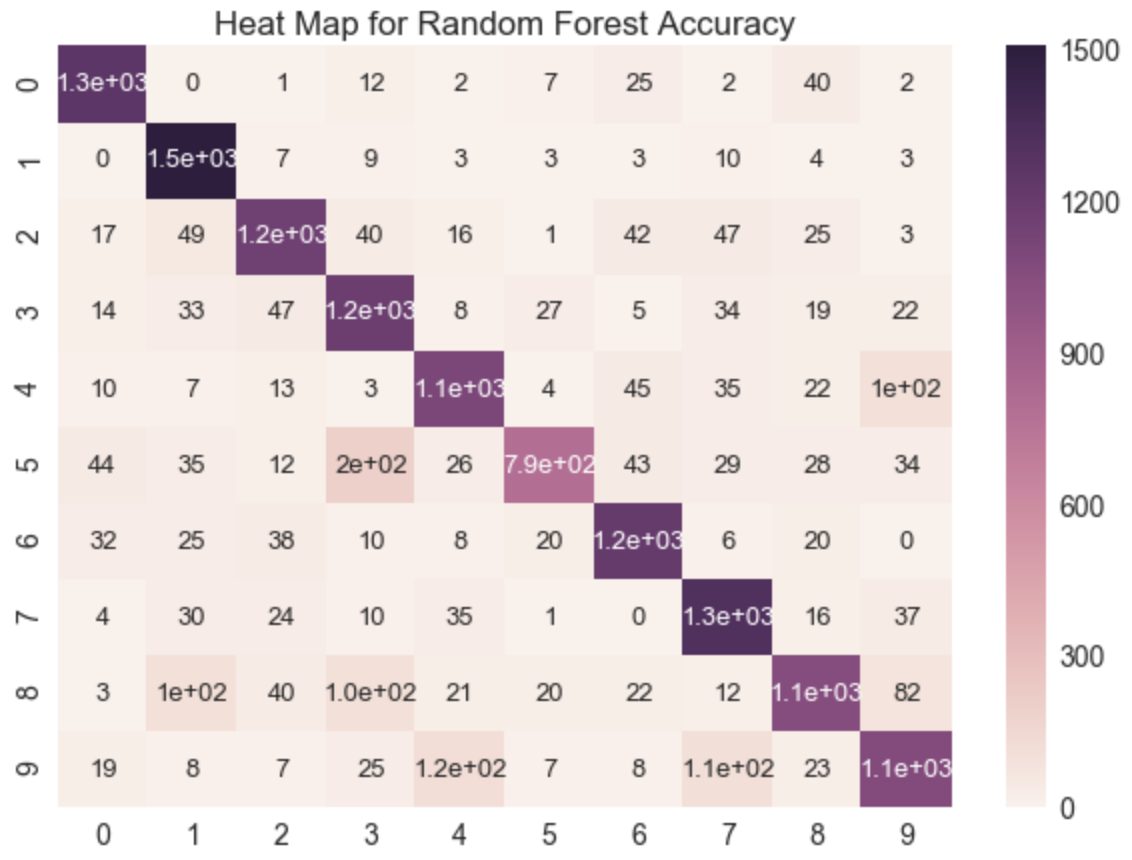 Heat Map for Random Forest Accuracy
0 1.3e+03 0 1 12 2 7 25 2 40 2
1 0 1.5e+03 7 9 3 3 3 10 4 3
2 17 49 1.2e+03 40 16 1 42 47 25 3
3 14 33 47 1.2e+03 8 27 5 34 19 22
4 10 7 13 3 1.1e+03 4 45 35 22 1e+02
5 44 35 12 2e+02 26 7.9e+02 43 29 28 34
6 32 25 38 10 8 20 1.2e+03 6 20 0
7 4 30 24 10 35 1 0 1.3e+03 16 37
8 3 1e+02 40 1.0e+02 21 20 22 12 1.1e+03 82
9 19 8 7 25 1.2e+02 7 8 1.1e+02 23 1.1e+03
0 1 2 3 4 5 6 7 8 9
1500
1200
900
600
300
0